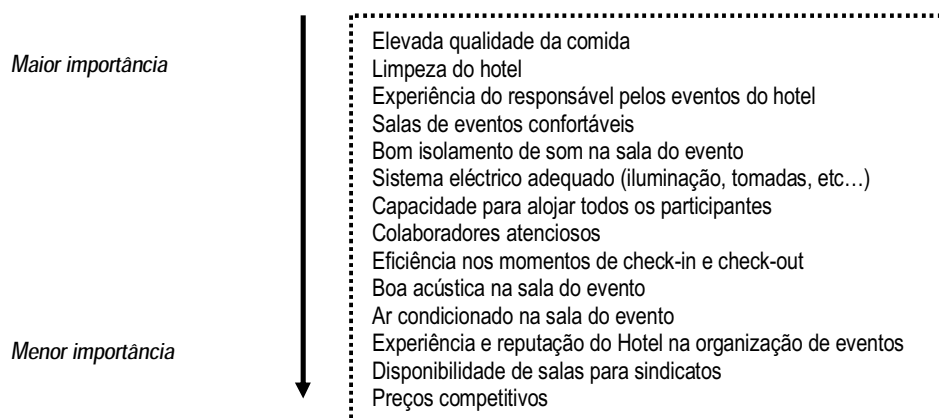 Maior importância
Elevada qualidade da comida
Limpeza do hotel
Experiência do responsável pelos eventos do hotel
Salas de eventos confortáveis
Bom isolamento de som na sala do evento
Sistema eléctrico adequado (iluminação, tomadas, etc…)
Capacidade para alojar todos os participantes
Colaboradores atenciosos
Eficiência nos momentos de check-in e check-out
Boa acústica na sala do evento
Ar condicionado na sala do evento
Experiência e reputação do Hotel na organização de eventos
Disponibilidade de salas para sindicatos
Preços competitivos
Menor importância